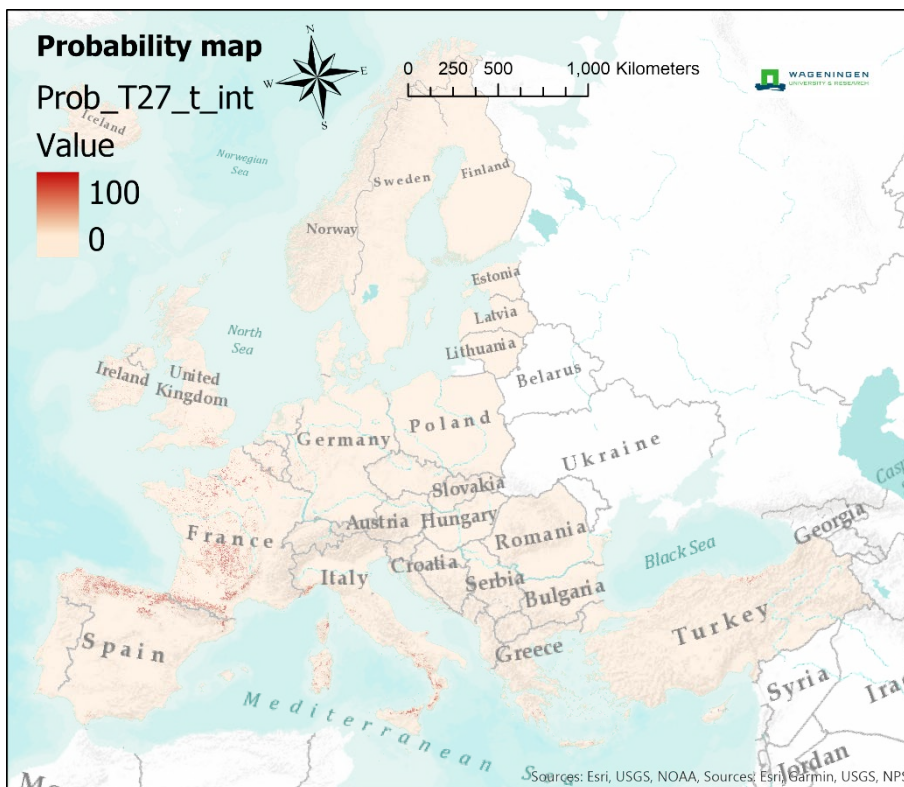 Probability map
Prob_T27_t_int
Value
100
0
N
W
E
S
0 250 500 1,000 Kilometers
WAGENINGEN
UNIVERSITY & RESEARCH
Iceland
Norwegian
Sea
Sweden
Finland
Norway
Estonia
Latvia
Lithuania
North
Sea
Ireland
United
Kingdom
Belarus
Poland
Germany
Ukraine
Slovakia
Casp
Austria
Hungary
Georgia
France
Romania
Croatia
Black Sea
Italy
Serbia
Bulgaria
Turkey
Spain
Greece
Syria
Iraq
Mediterranean S
Jordan
Mo
Sources: Esri, USGS, NOAA, Sources: Esri, Garmin, USGS, NPS